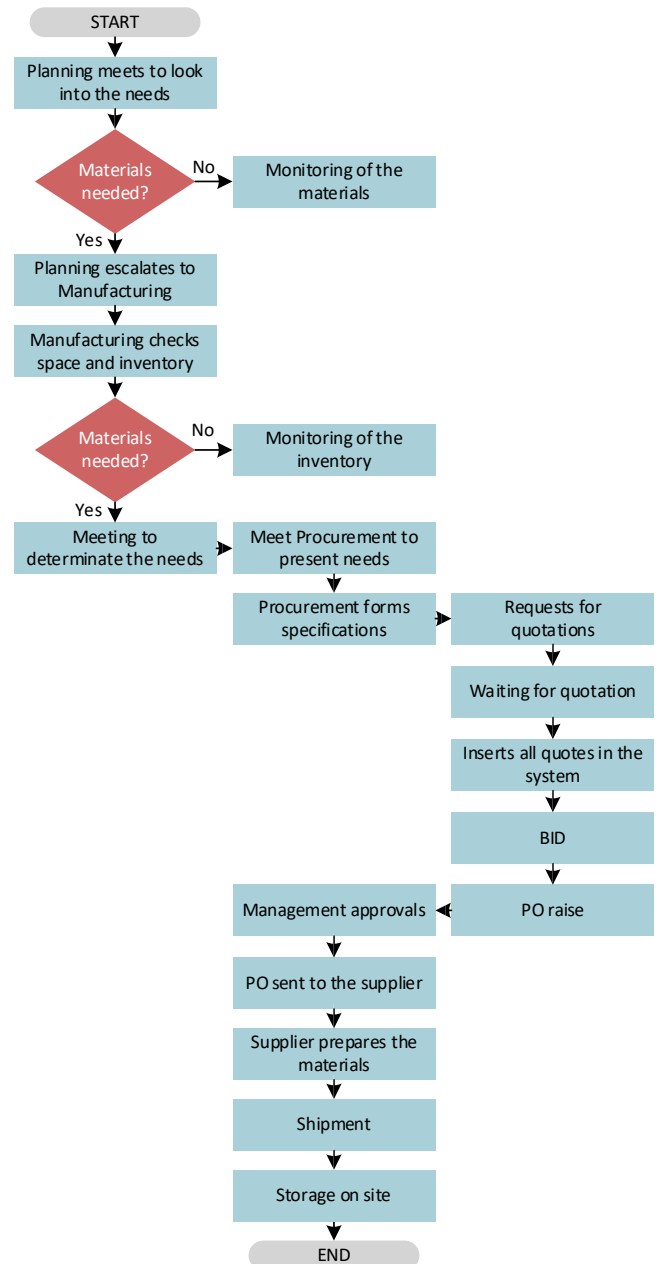 START
Planning meets to look
into the needs
Materials
needed?
No
Monitoring of the
materials
Yes
Planning escalates to
Manufacturing
Manufacturing checks
space and inventory
Materials
needed?
No
Monitoring of the
inventory
Yes
Meeting to
determinate the needs
Meet Procurement to
present needs
Procurement forms
specifications
Requests for
quotations
Waiting for quotation
Inserts all quotes in the
system
BID
PO raise
Management approvals
PO sent to the supplier
Supplier prepares the
materials
Shipment
Storage on site
END